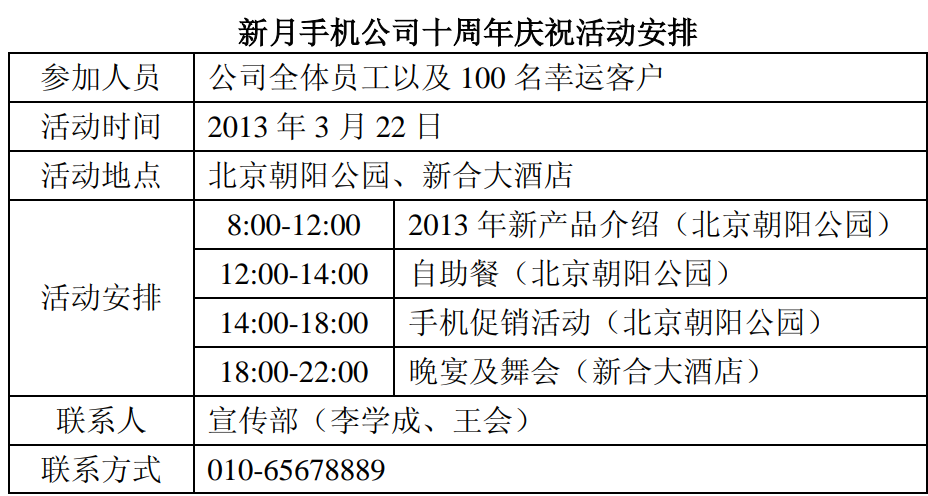 新月手机公司十周年庆祝活动安排
参加人员 公司全体员工以及 100 名幸运客户
活动时间 2013 年 3 月 22 日
活动地点 北京朝阳公园、新合大酒店
活动安排
8:00-12:00 2013 年新产品介绍（北京朝阳公园）
12:00-14:00 自助餐（北京朝阳公园）
14:00-18:00 手机促销活动（北京朝阳公园）
18:00-22:00 晚宴及舞会（新合大酒店）
联系人 宣传部（李学成、王会）
联系方式 010-65678889